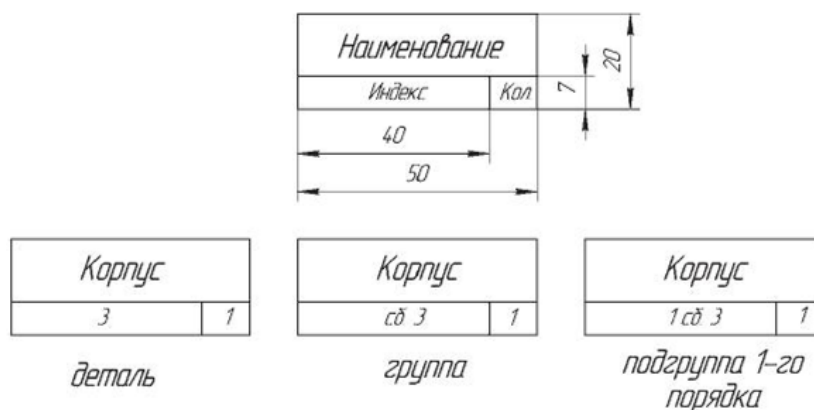 Наименование
20
Индекс
Кол
7
40
50
Корпус
3
1
деталь
Корпус
сб 3
1
группа
Корпус
1 сб 3
1
подгруппа 1-го
порядка